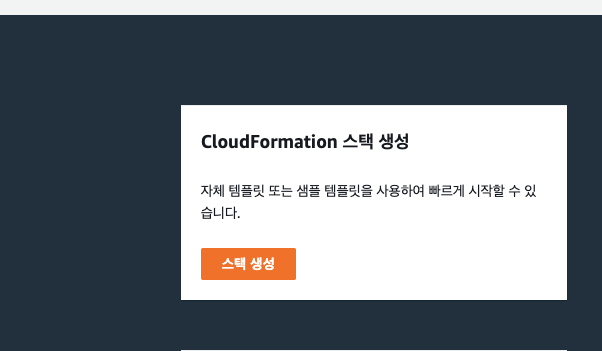 CloudFormation 스택 생성
자체 템플릿 또는 샘플 템플릿을 사용하여 빠르게 시작할 수 있
습니다.
스택 생성